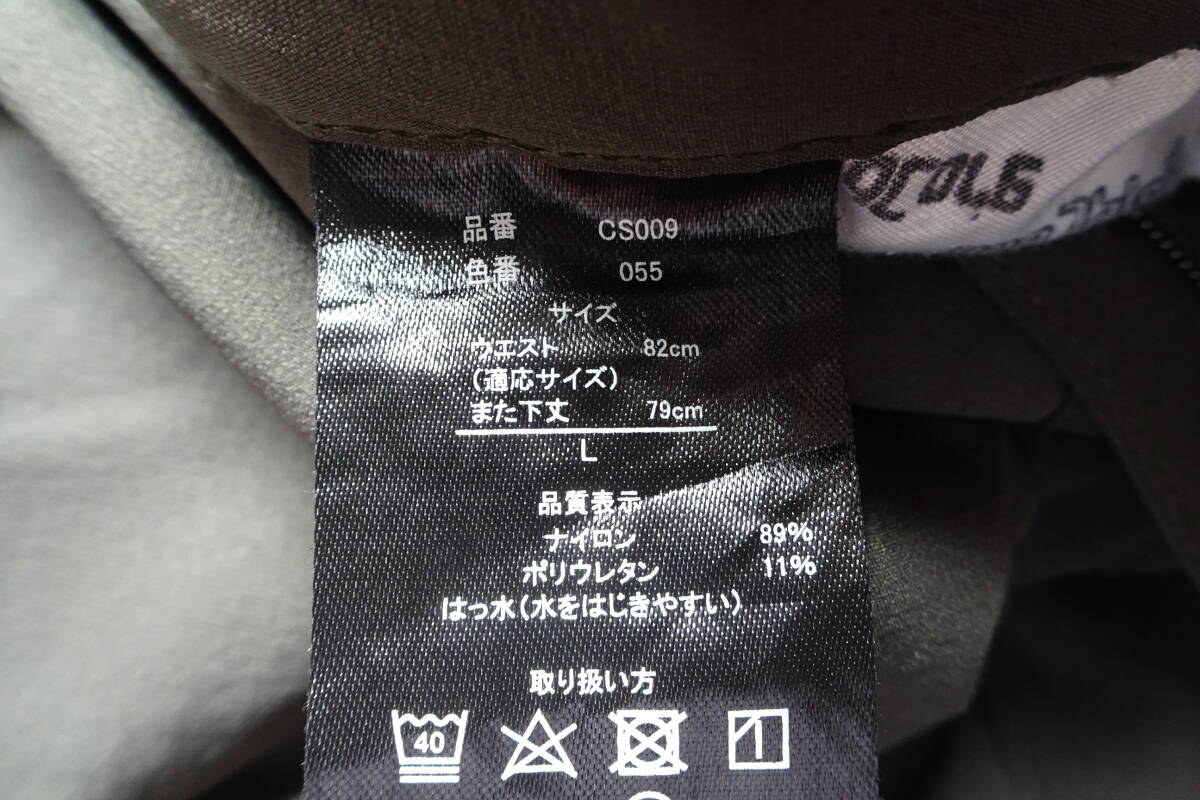 品番 CS009
色番 055
サイズ
ウエスト 82cm
(適応サイズ)
また下丈 79cm
L
品質表示
ナイロン 89%
ポリウレタン 11%
はっ水(水をはじきやすい)
取り扱い方
40